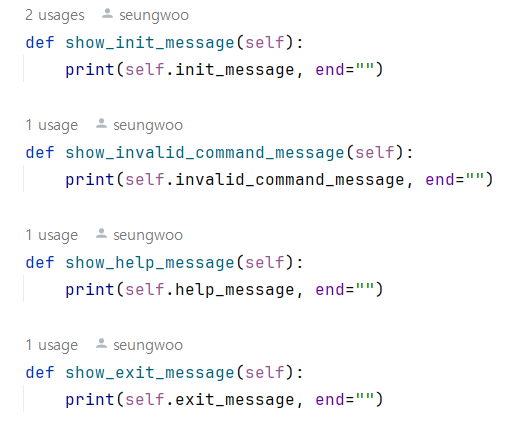 2 usages seungwoo
def show_init_message(self):
    print(self.init_message, end="")
1 usage seungwoo
def show_invalid_command_message(self):
    print(self.invalid_command_message, end="")
1 usage seungwoo
def show_help_message(self):
    print(self.help_message, end="")
1 usage seungwoo
def show_exit_message(self):
    print(self.exit_message, end="")